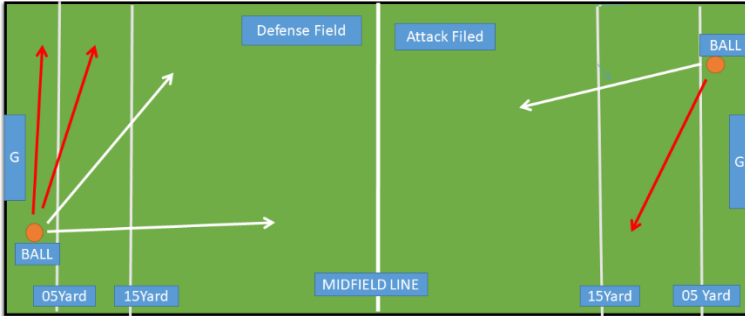 Defense Field
Attack Filed
BALL
G
G
BALL
MIDFIELD LINE
05Yard
15Yard
15Yard
05 Yard